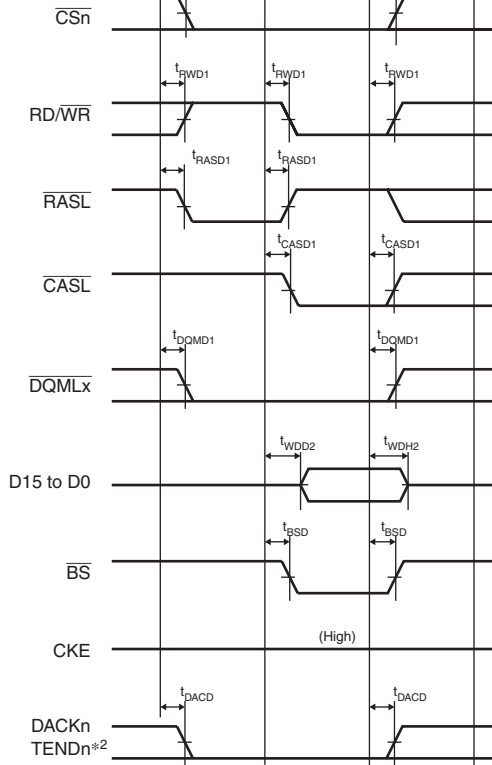 CSn
tRWD1 tRWD1 tRWD1
RD/WR
tRASD1 tRASD1
RASL
tCASD1 tCASD1
CASL
tDQMD1 tDQMD1
DQMLx
tWDD2 tWDH2
D15 to D0
tBSD tBSD
BS
(High)
CKE
tDACD tDACD
DACKn
TENDn*2